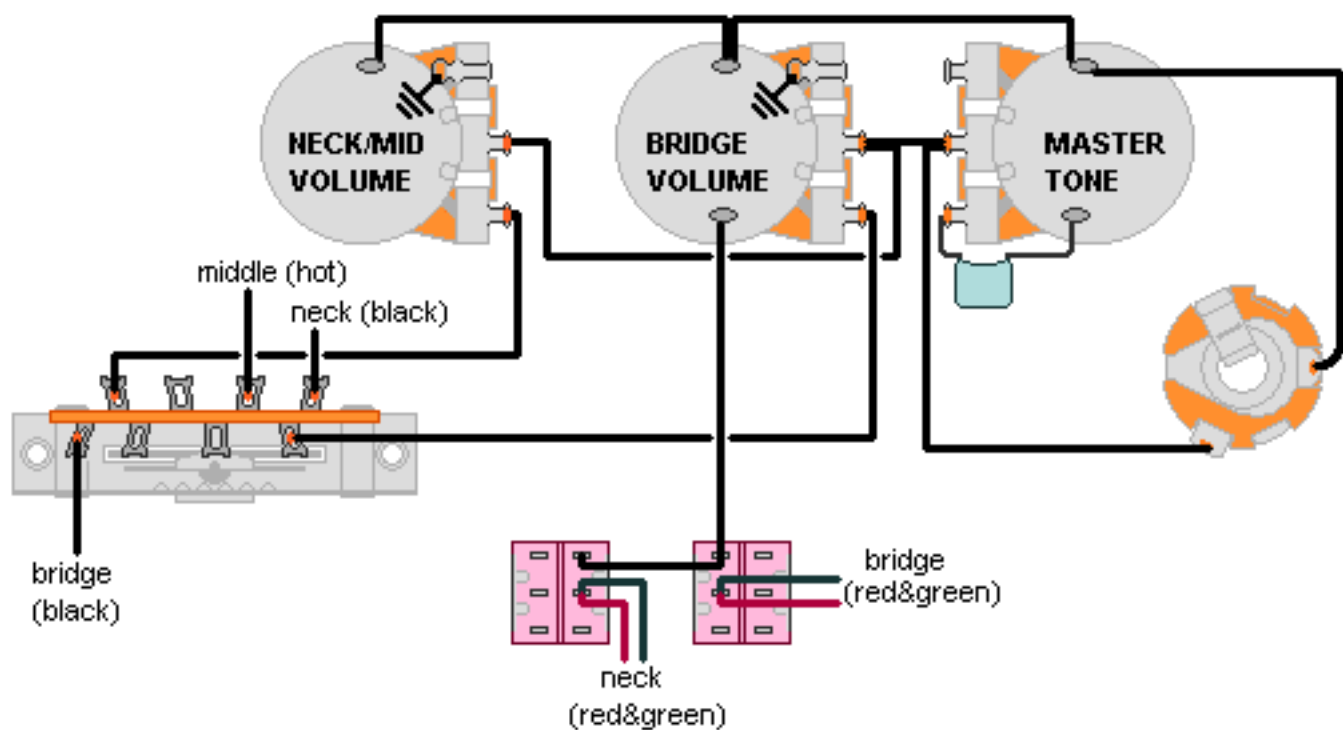 NECK/MID
VOLUME
BRIDGE
VOLUME
MASTER
TONE
middle (hot)
neck (black)
bridge
(black)
bridge
(red&green)
neck
(red&green)